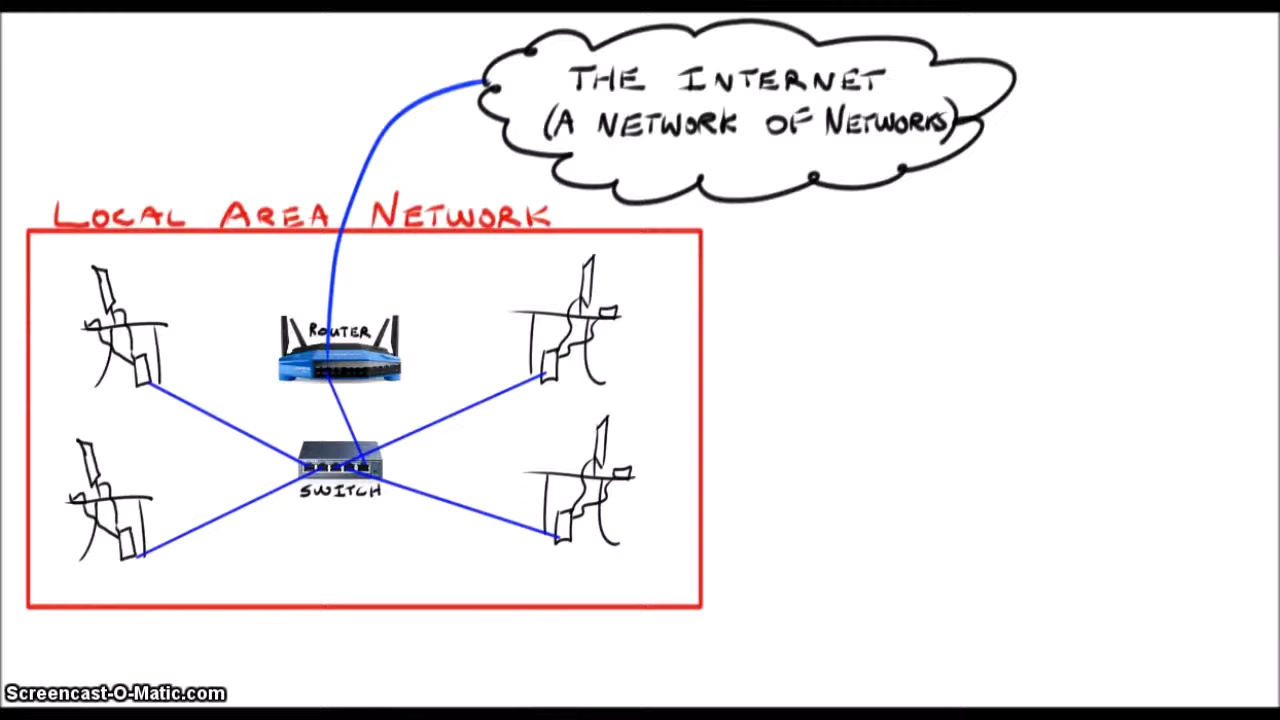 THE INTERNET
(A NETWORK OF NETWORKS)
LOCAL AREA NETWORK
ROUTER
SWITCH
Screencast-O-Matic.com